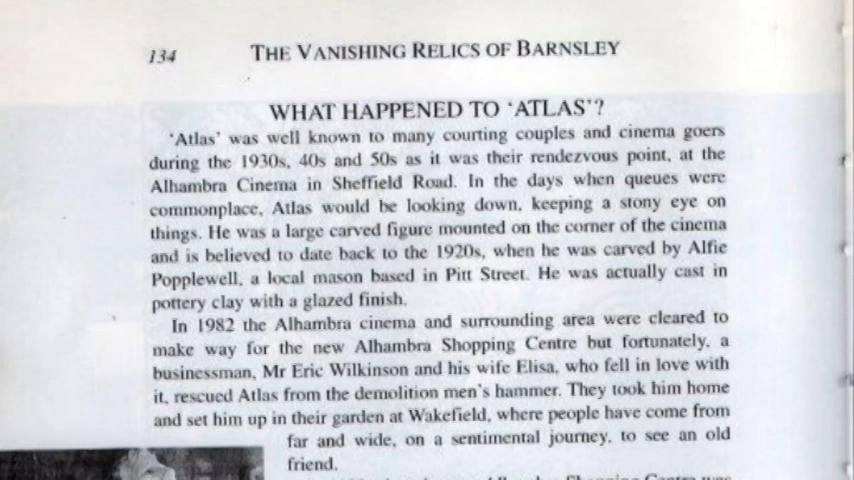 134 THE VANISHING RELICS OF BARNSLEY
WHAT HAPPENED TO 'ATLAS'?
'Atlas' was well known to many courting couples and cinema goers
during the 1930s, 40s and 50s as it was their rendezvous point, at the
Alhambra Cinema in Sheffield Road. In the days when queues were
commonplace, Atlas would be looking down, keeping a stony eye on
things. He was a large carved figure mounted on the corner of the cinema
and is believed to date back to the 1920s, when he was carved by Alfie
Popplewell, a local mason based in Pitt Street. He was actually cast in
pottery clay with a glazed finish.
In 1982 the Alhambra cinema and surrounding area were cleared to
make way for the new Alhambra Shopping Centre but fortunately, a
businessman, Mr Eric Wilkinson and his wife Elisa, who fell in love with
it, rescued Atlas from the demolition men's hammer. They took him home
and set him up in their garden at Wakefield, where people have come from
far and wide, on a sentimental journey, to see an old
friend.
Alhambra Shopping Centre was